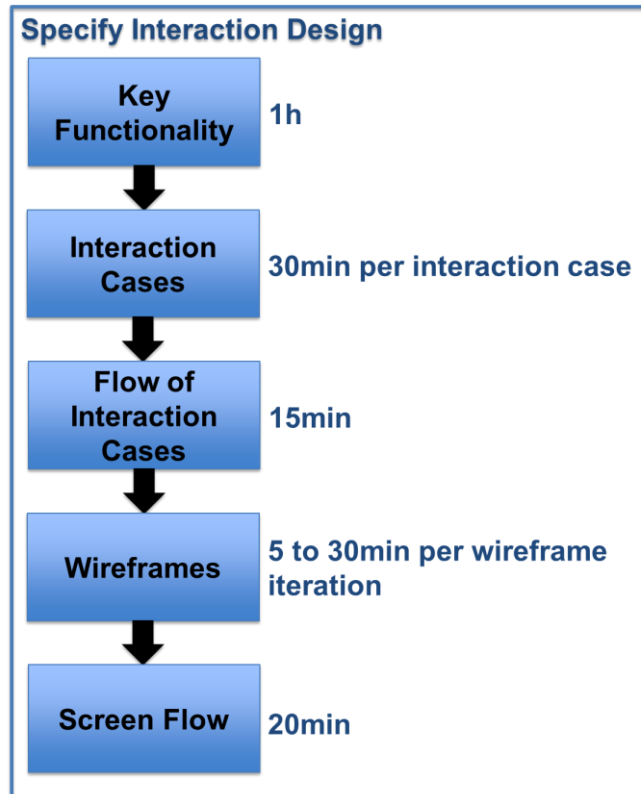 Specify Interaction Design
Key
Functionality
1h
Interaction
Cases
30min per interaction case
Flow of
Interaction
Cases
15min
Wireframes
5 to 30min per wireframe
iteration
Screen Flow
20min